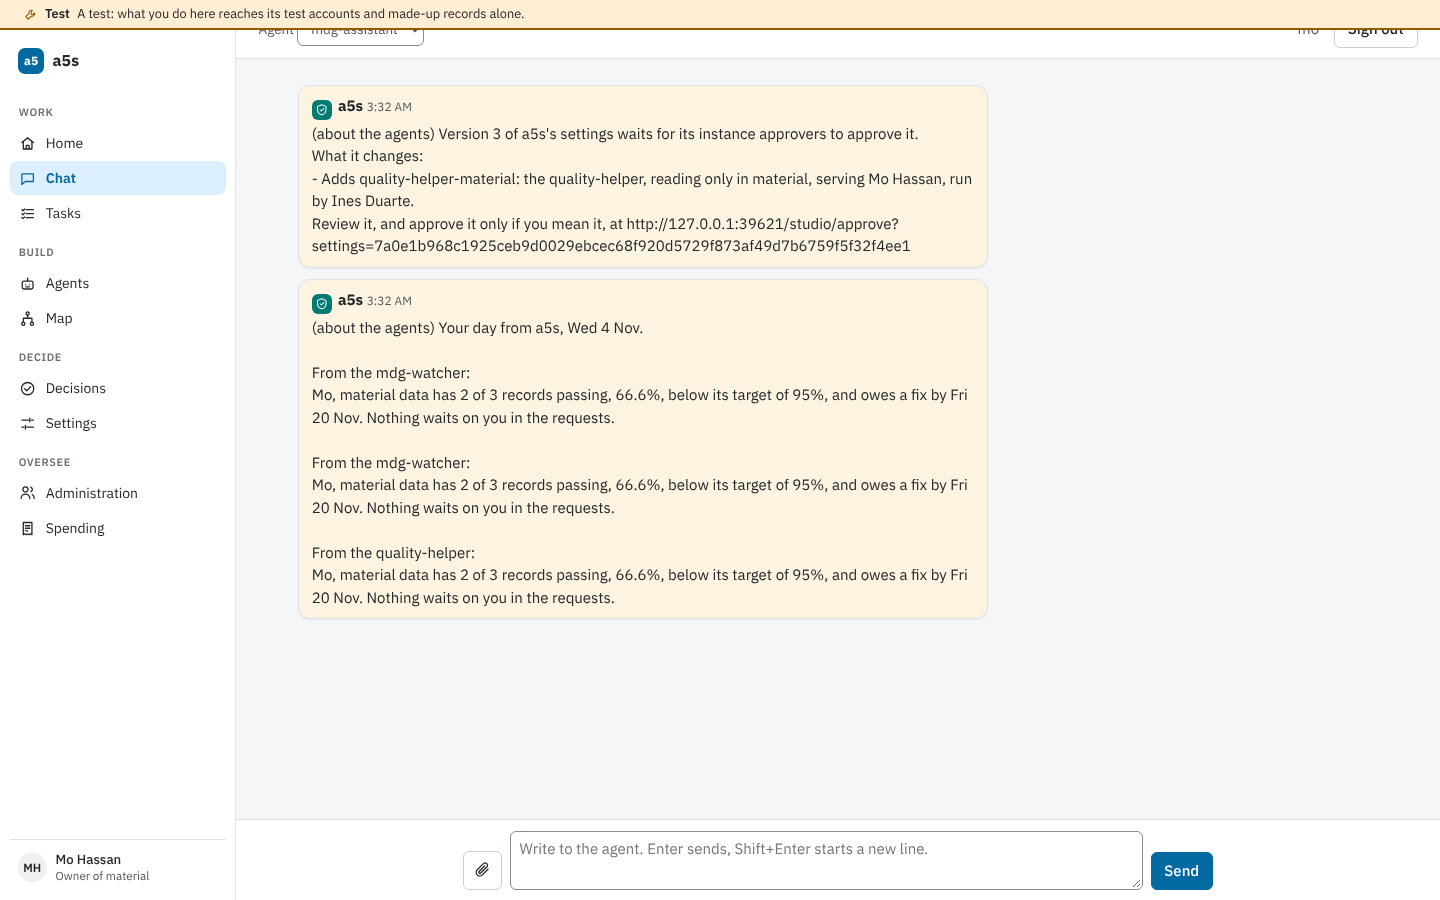 Test A test: what you do here reaches its test accounts and made-up records alone.
a5 a5s
Agent mdg-assistant
mo Sign out
WORK
Home
Chat
Tasks
BUILD
Agents
Map
DECIDE
Decisions
Settings
OVERSEE
Administration
Spending
MH Mo Hassan
Owner of material
a5s 3:32 AM
(about the agents) Version 3 of a5s's settings waits for its instance approvers to approve it.
What it changes:
- Adds quality-helper-material: the quality-helper, reading only in material, serving Mo Hassan, run
by Ines Duarte.
Review it, and approve it only if you mean it, at http://127.0.0.1:39621/studio/approve?
settings=7a0e1b968c1925ceb9d0029ebcec68f920d5729f873af49d7b6759f5f32f4ee1
a5s 3:32 AM
(about the agents) Your day from a5s, Wed 4 Nov.
From the mdg-watcher:
Mo, material data has 2 of 3 records passing, 66.6%, below its target of 95%, and owes a fix by Fri
20 Nov. Nothing waits on you in the requests.
From the mdg-watcher:
Mo, material data has 2 of 3 records passing, 66.6%, below its target of 95%, and owes a fix by Fri
20 Nov. Nothing waits on you in the requests.
From the quality-helper:
Mo, material data has 2 of 3 records passing, 66.6%, below its target of 95%, and owes a fix by Fri
20 Nov. Nothing waits on you in the requests.
Write to the agent. Enter sends, Shift+Enter starts a new line.
Send